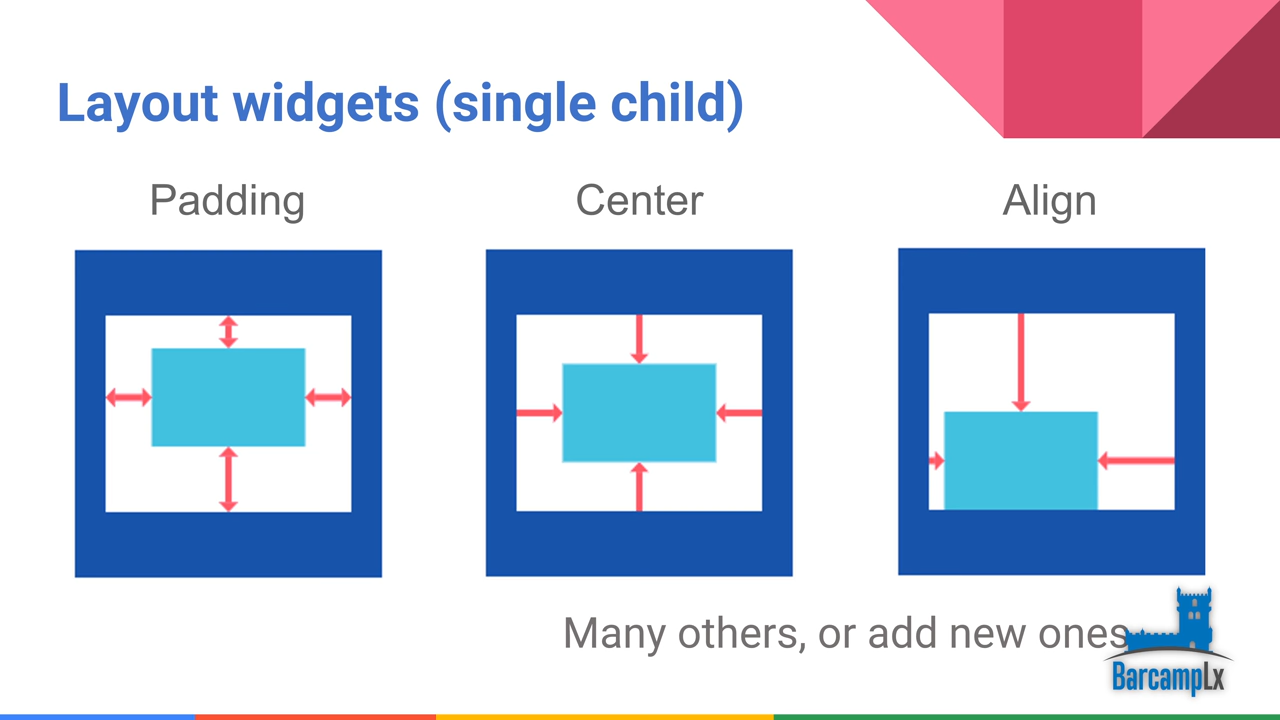 Layout widgets (single child)
Padding
Center
Align
Many others, or add new ones
BarcampLx